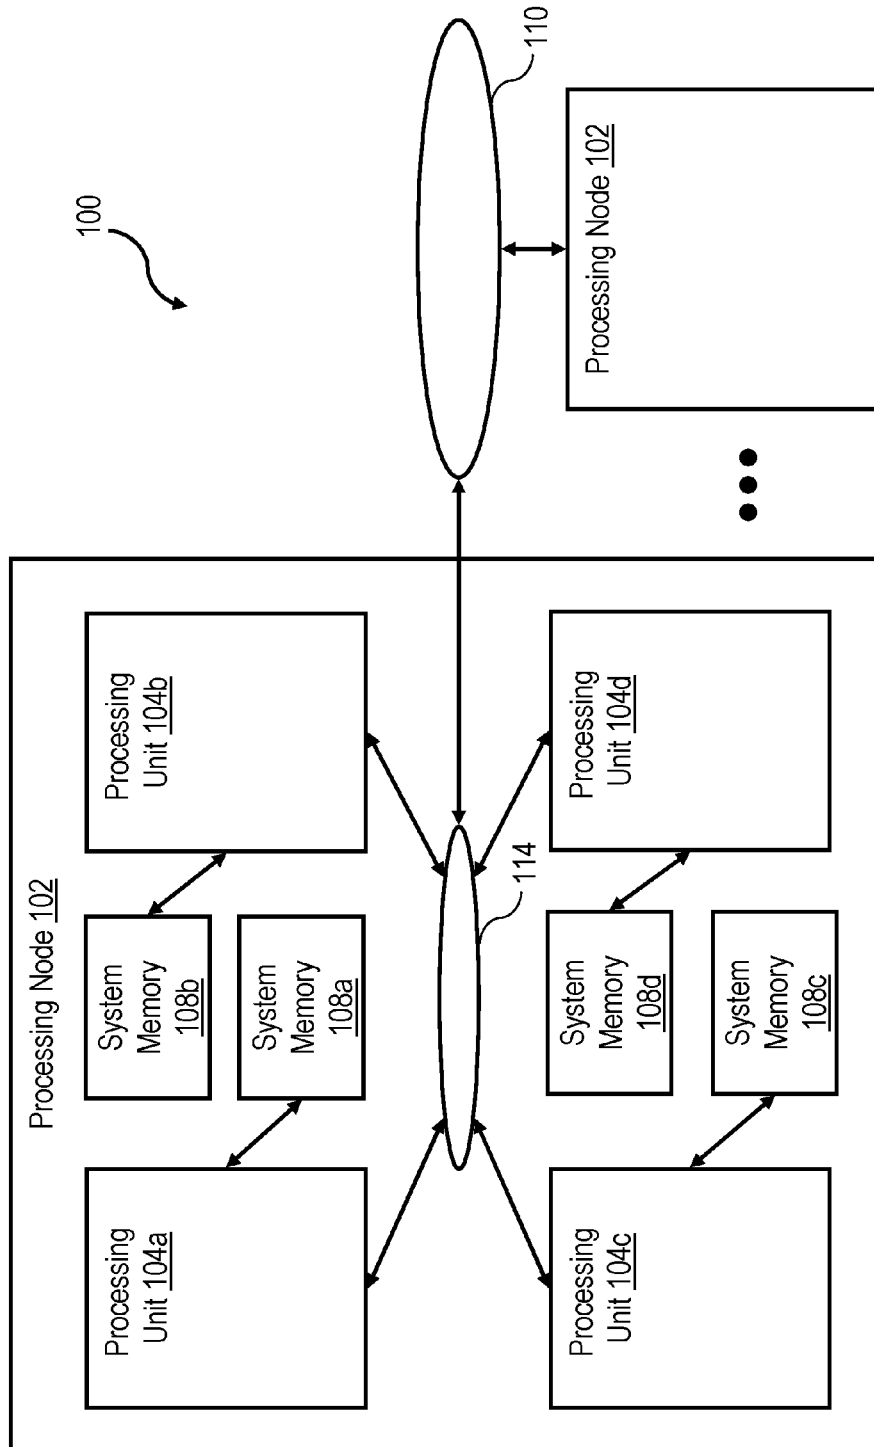 100
Processing Node 102
Processing
Unit 104a
System
Memory
108b
System
Memory
108a
Processing
Unit 104b
110
114
Processing Node 102
Processing
Unit 104c
System
Memory
108d
System
Memory
108c
Processing
Unit 104d